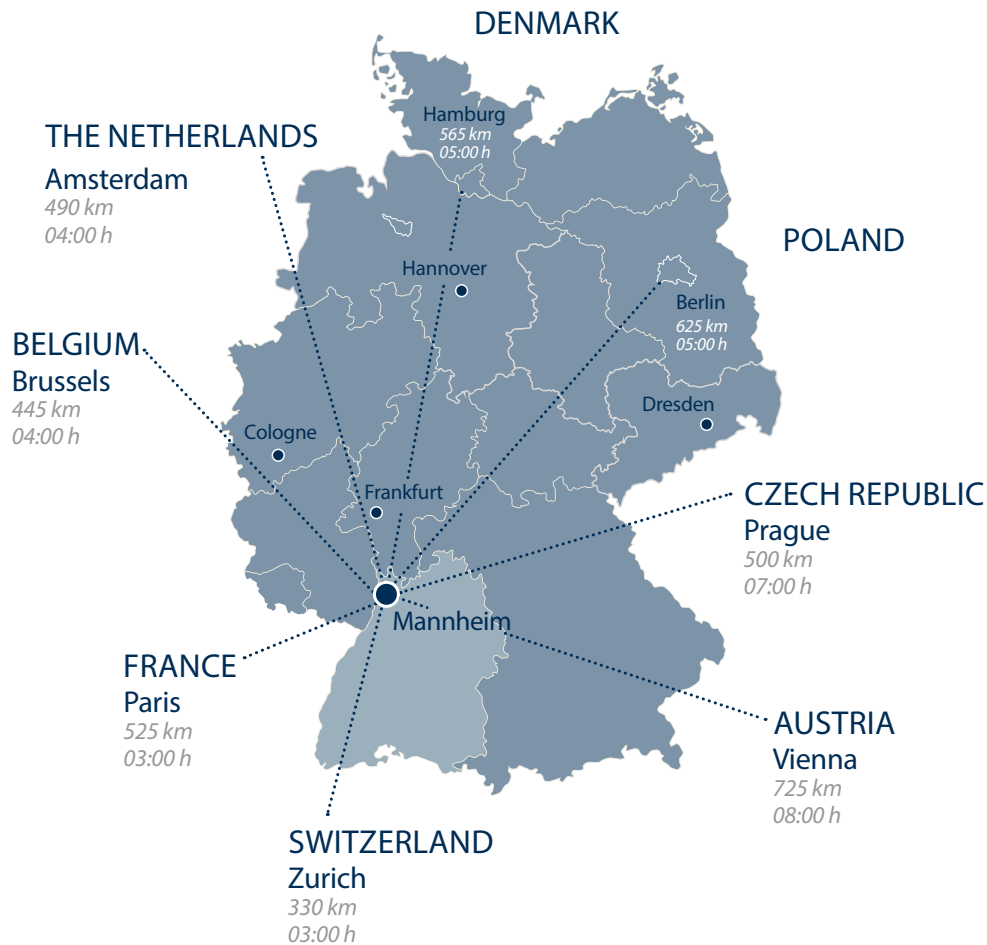 DENMARK
Hamburg
565 km
05:00 h
THE NETHERLANDS
Amsterdam
490 km
04:00 h
POLAND
Hannover
Berlin
625 km
05:00 h
BELGIUM
Brussels
445 km
04:00 h
Dresden
Cologne
Frankfurt
CZECH REPUBLIC
Prague
500 km
07:00 h
Mannheim
FRANCE
Paris
525 km
03:00 h
AUSTRIA
Vienna
725 km
08:00 h
SWITZERLAND
Zurich
330 km
03:00 h